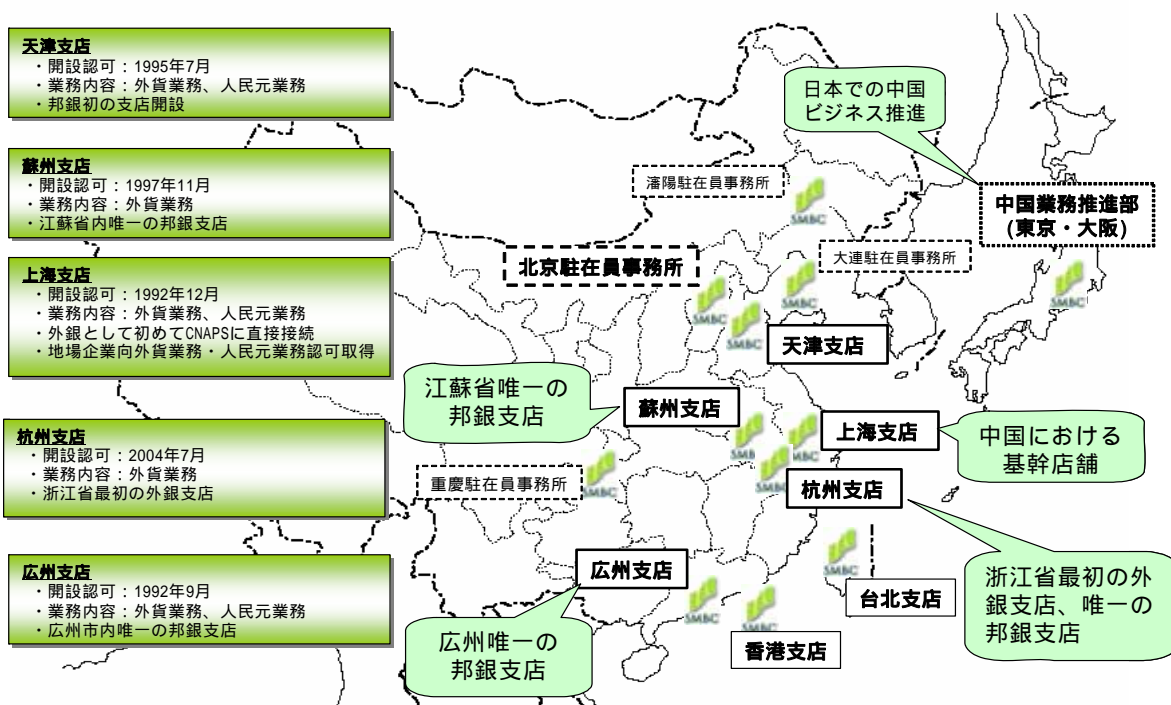 天津支店
・開設認可：1995年7月
・業務内容：外貨業務、人民元業務
・邦銀初の支店開設
蘇州支店
・開設認可：1997年11月
・業務内容：外貨業務
・江蘇省内唯一の邦銀支店
上海支店
・開設認可：1992年12月
・業務内容：外貨業務、人民元業務
・外銀として初めてCNAPSに直接接続
・地場企業向外貨業務・人民元業務認可取得
杭州支店
・開設認可：2004年7月
・業務内容：外貨業務
・浙江省最初の外銀支店
広州支店
・開設認可：1992年9月
・業務内容：外貨業務、人民元業務
・広州市内唯一の邦銀支店
日本での中国
ビジネス推進
瀋陽駐在員事務所
SMBC
中国業務推進部
(東京・大阪)
北京駐在員事務所
大連駐在員事務所
SMBC
SMBC
SMBC
SMBC
天津支店
江蘇省唯一の
邦銀支店
蘇州支店
上海支店
中国における
基幹店舗
SMBC
SMBC
重慶駐在員事務所
SMBC
SMBC
杭州支店
広州支店
SMBC
台北支店
浙江省最初の外
銀支店、唯一の
邦銀支店
SMBC
SMBC
広州唯一の
邦銀支店
香港支店